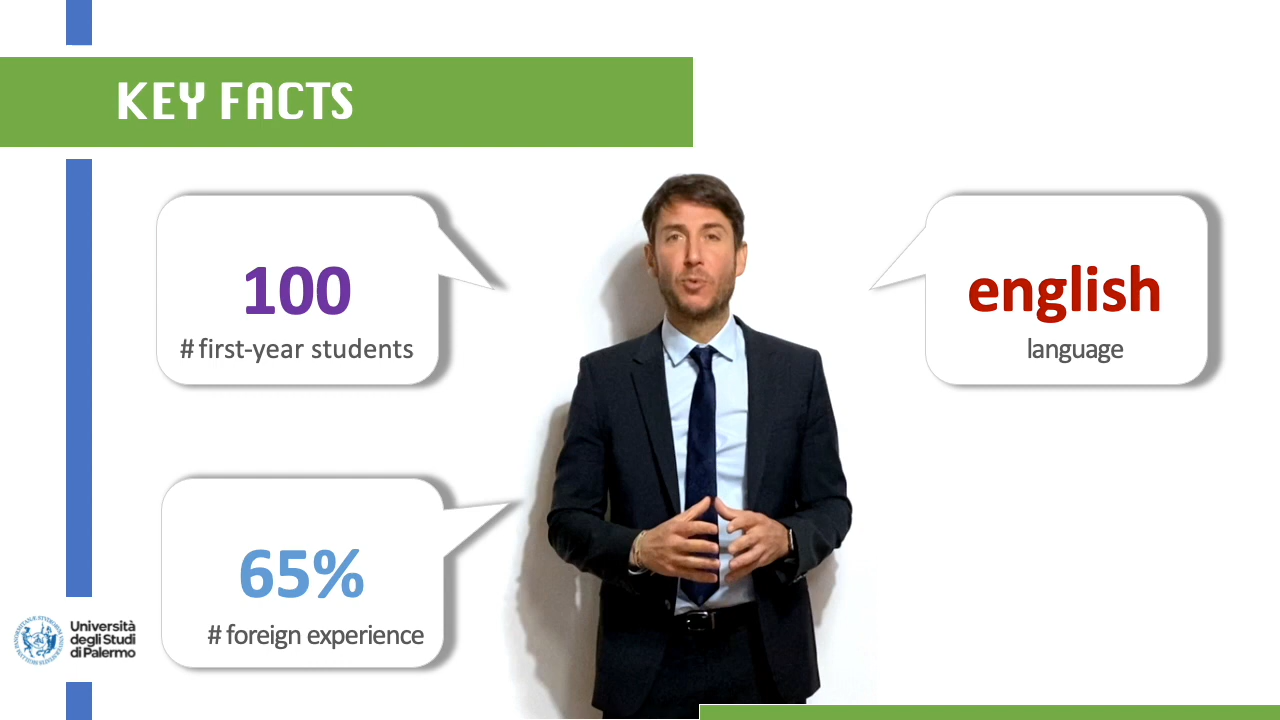 KEY FACTS
100
# first-year students
english
language
65%
# foreign experience
Università
degli Studi
di Palermo